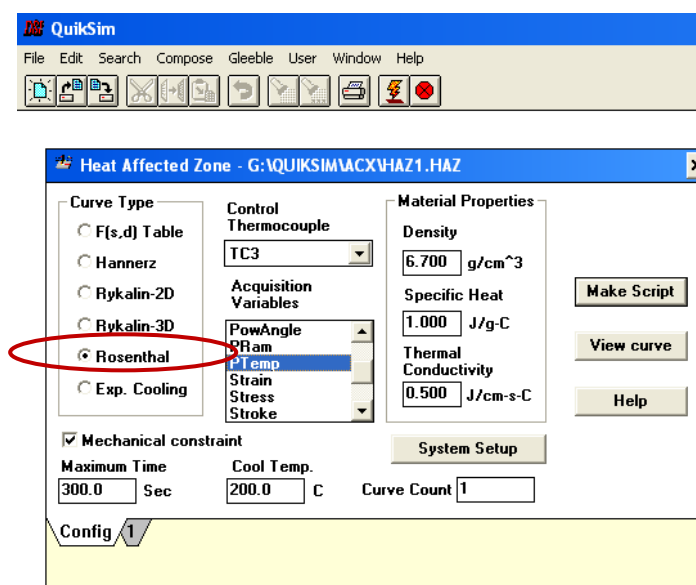 QuikSim
File Edit Search Compose Gleeble User Window Help
Heat Affected Zone - G:\QUIKSIM\ACX\HAZ1.HAZ
Curve Type
F(s,d) Table
Hannerz
Rykalin-2D
Rykalin-3D
Rosenthal
Exp. Cooling
Control
Thermocouple
TC3
Acquisition
Variables
PowAngle
PRam
PTemp
Strain
Stress
Stroke
Material Properties
Density
6.700 g/cm^3
Specific Heat
1.000 J/g-C
Thermal
Conductivity
0.500 J/cm-s-C
Make Script
View curve
Help
Mechanical constraint
System Setup
Maximum Time
300.0 Sec
Cool Temp.
200.0 C
Curve Count 1
Config 1